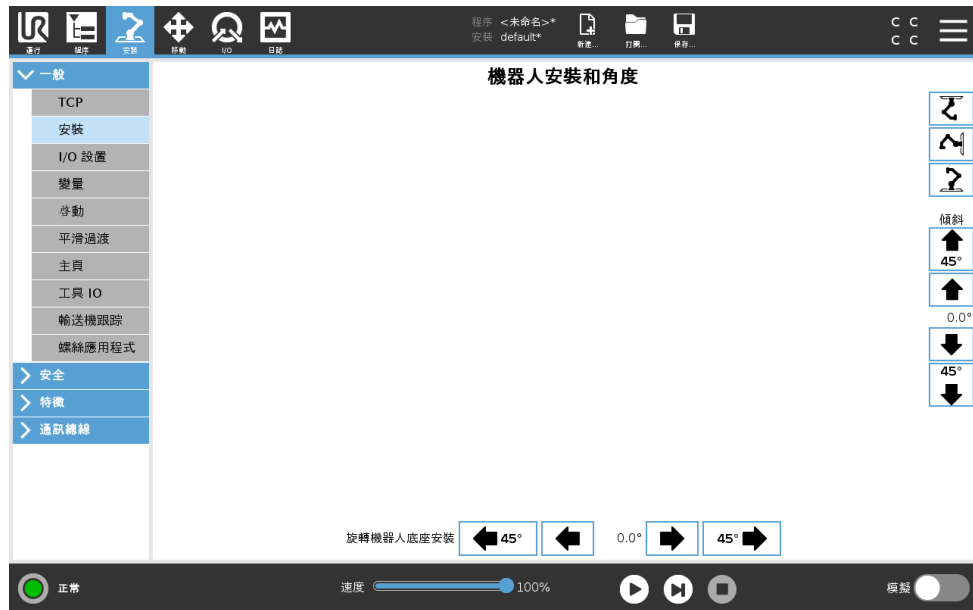 UR
運行
程序
安裝
移動
I/O
日誌
程序 <未命名>*
安裝 default*
新建...
打開...
保存...
C C
C C
一般
TCP
安裝
I/O 設置
變量
啓動
平滑過渡
主頁
工具 IO
輸送機跟踪
螺絲應用程式
安全
特徵
通訊總線
機器人安裝和角度
傾斜
45°
0.0°
45°
旋轉機器人底座安裝
45°
0.0°
45°
正常
速度
100%
模擬